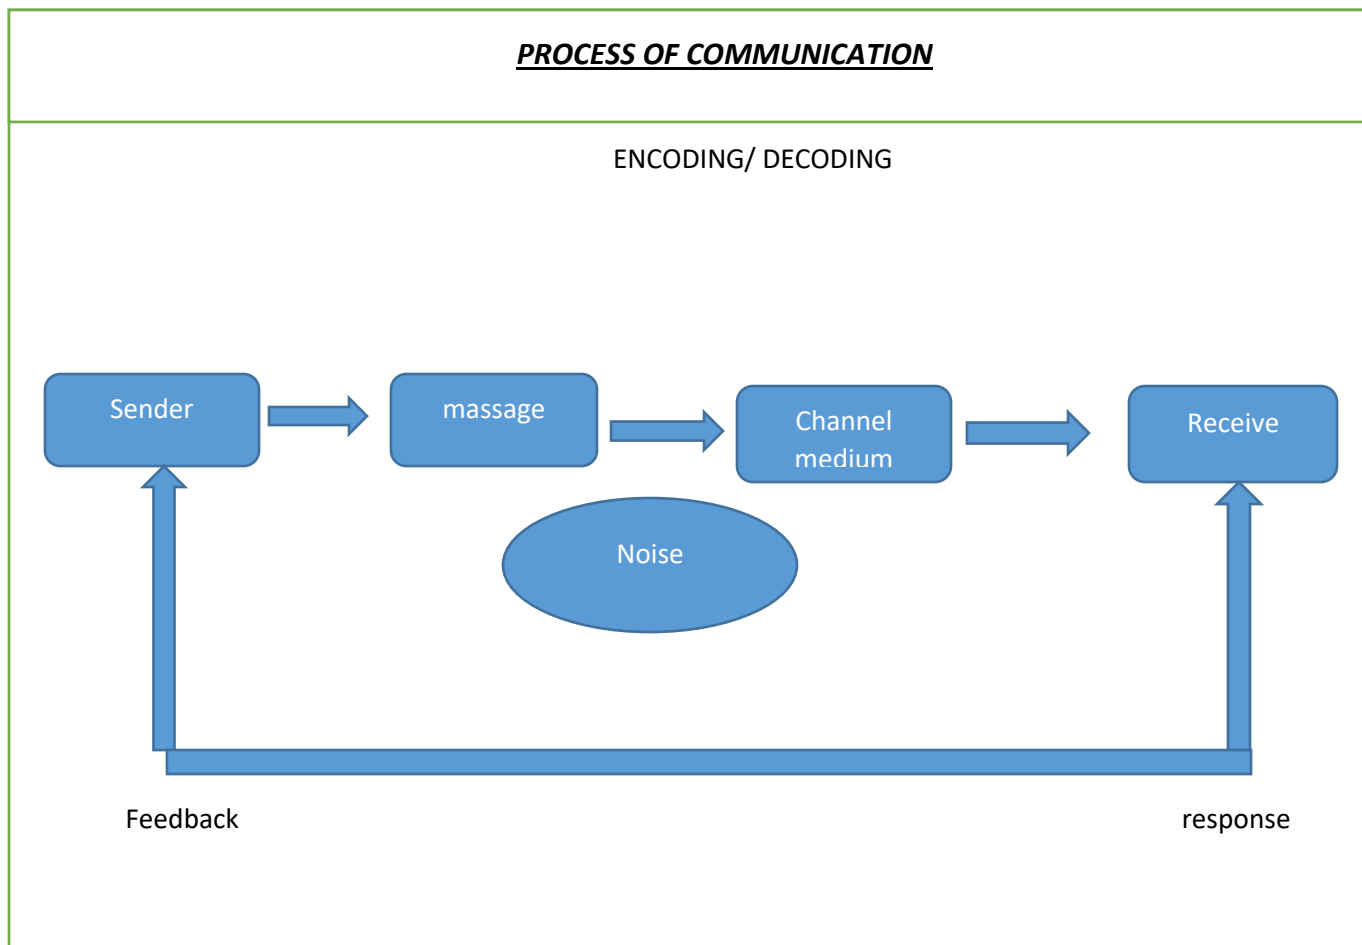 PROCESS OF COMMUNICATION
ENCODING/ DECODING
Sender
massage
Channel
medium
Receive
Noise
Feedback
response